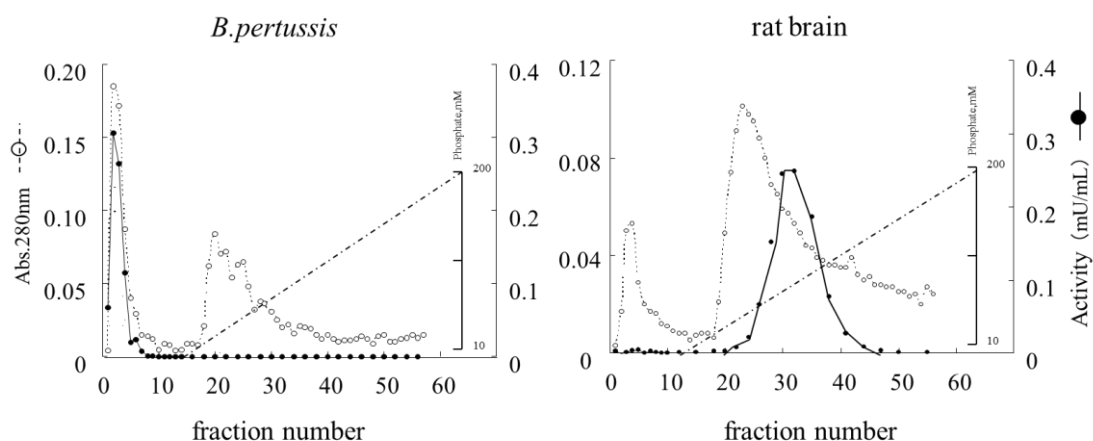 B.pertussis
rat brain
0.20
0.15
0.10
0.05
0
Abs.280nm
0.4
0.3
0.2
0.1
0
Phosphate,mM
200
10
0 10 20 30 40 50 60
fraction number
0.12
0.08
0.04
0
0.4
0.3
0.2
0.1
0
Phosphate,mM
200
10
0 10 20 30 40 50 60
fraction number
Activity (mU/mL)